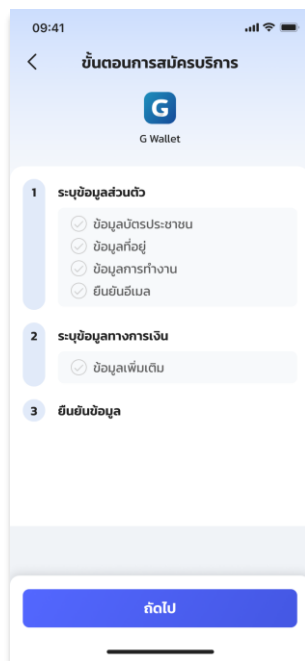 09:41
ขั้นตอนการสมัครบริการ
G
G Wallet
1 ระบุข้อมูลส่วนตัว
ข้อมูลบัตรประชาชน
ข้อมูลที่อยู่
ข้อมูลการทำงาน
ยืนยันอีเมล
2 ระบุข้อมูลทางการเงิน
ข้อมูลเพิ่มเติม
3 ยืนยันข้อมูล
ถัดไป